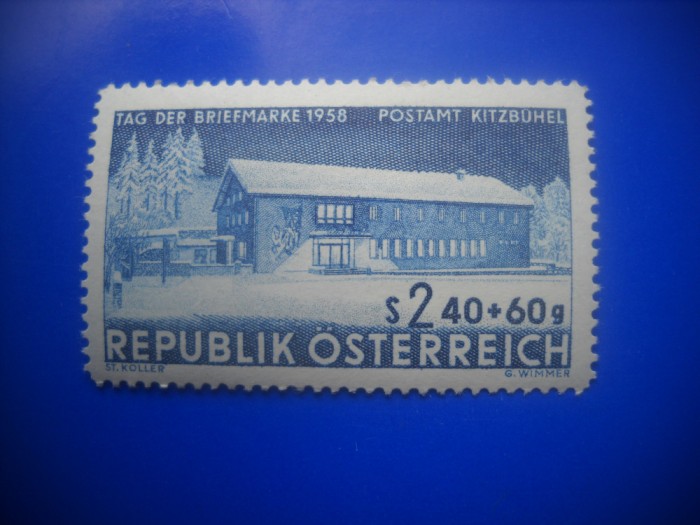 TAG DER BRIEFMARKE 1958 POSTAMT KITZBÜHEL
S 2 40 + 60 g
REPUBLIK ÖSTERREICH
ST. KOLLER G. WIMMER